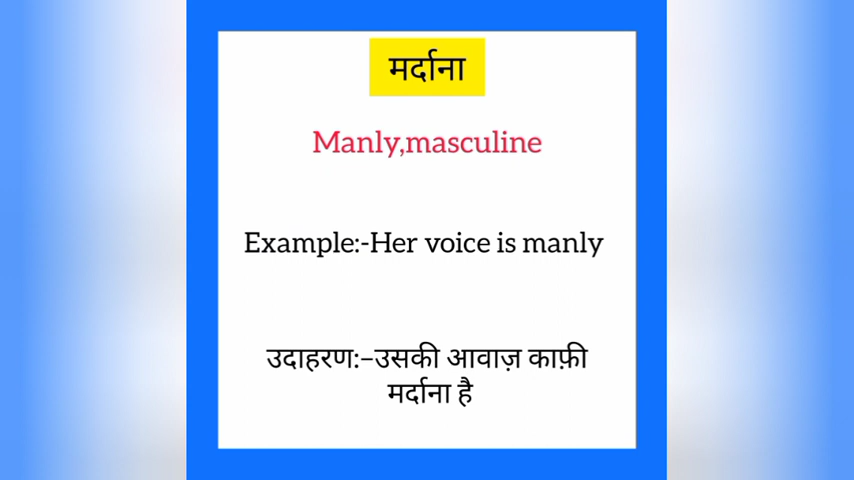 मर्दाना
Manly,masculine
Example:-Her voice is manly
उदाहरण:–उसकी आवाज़ काफ़ी
मर्दाना है